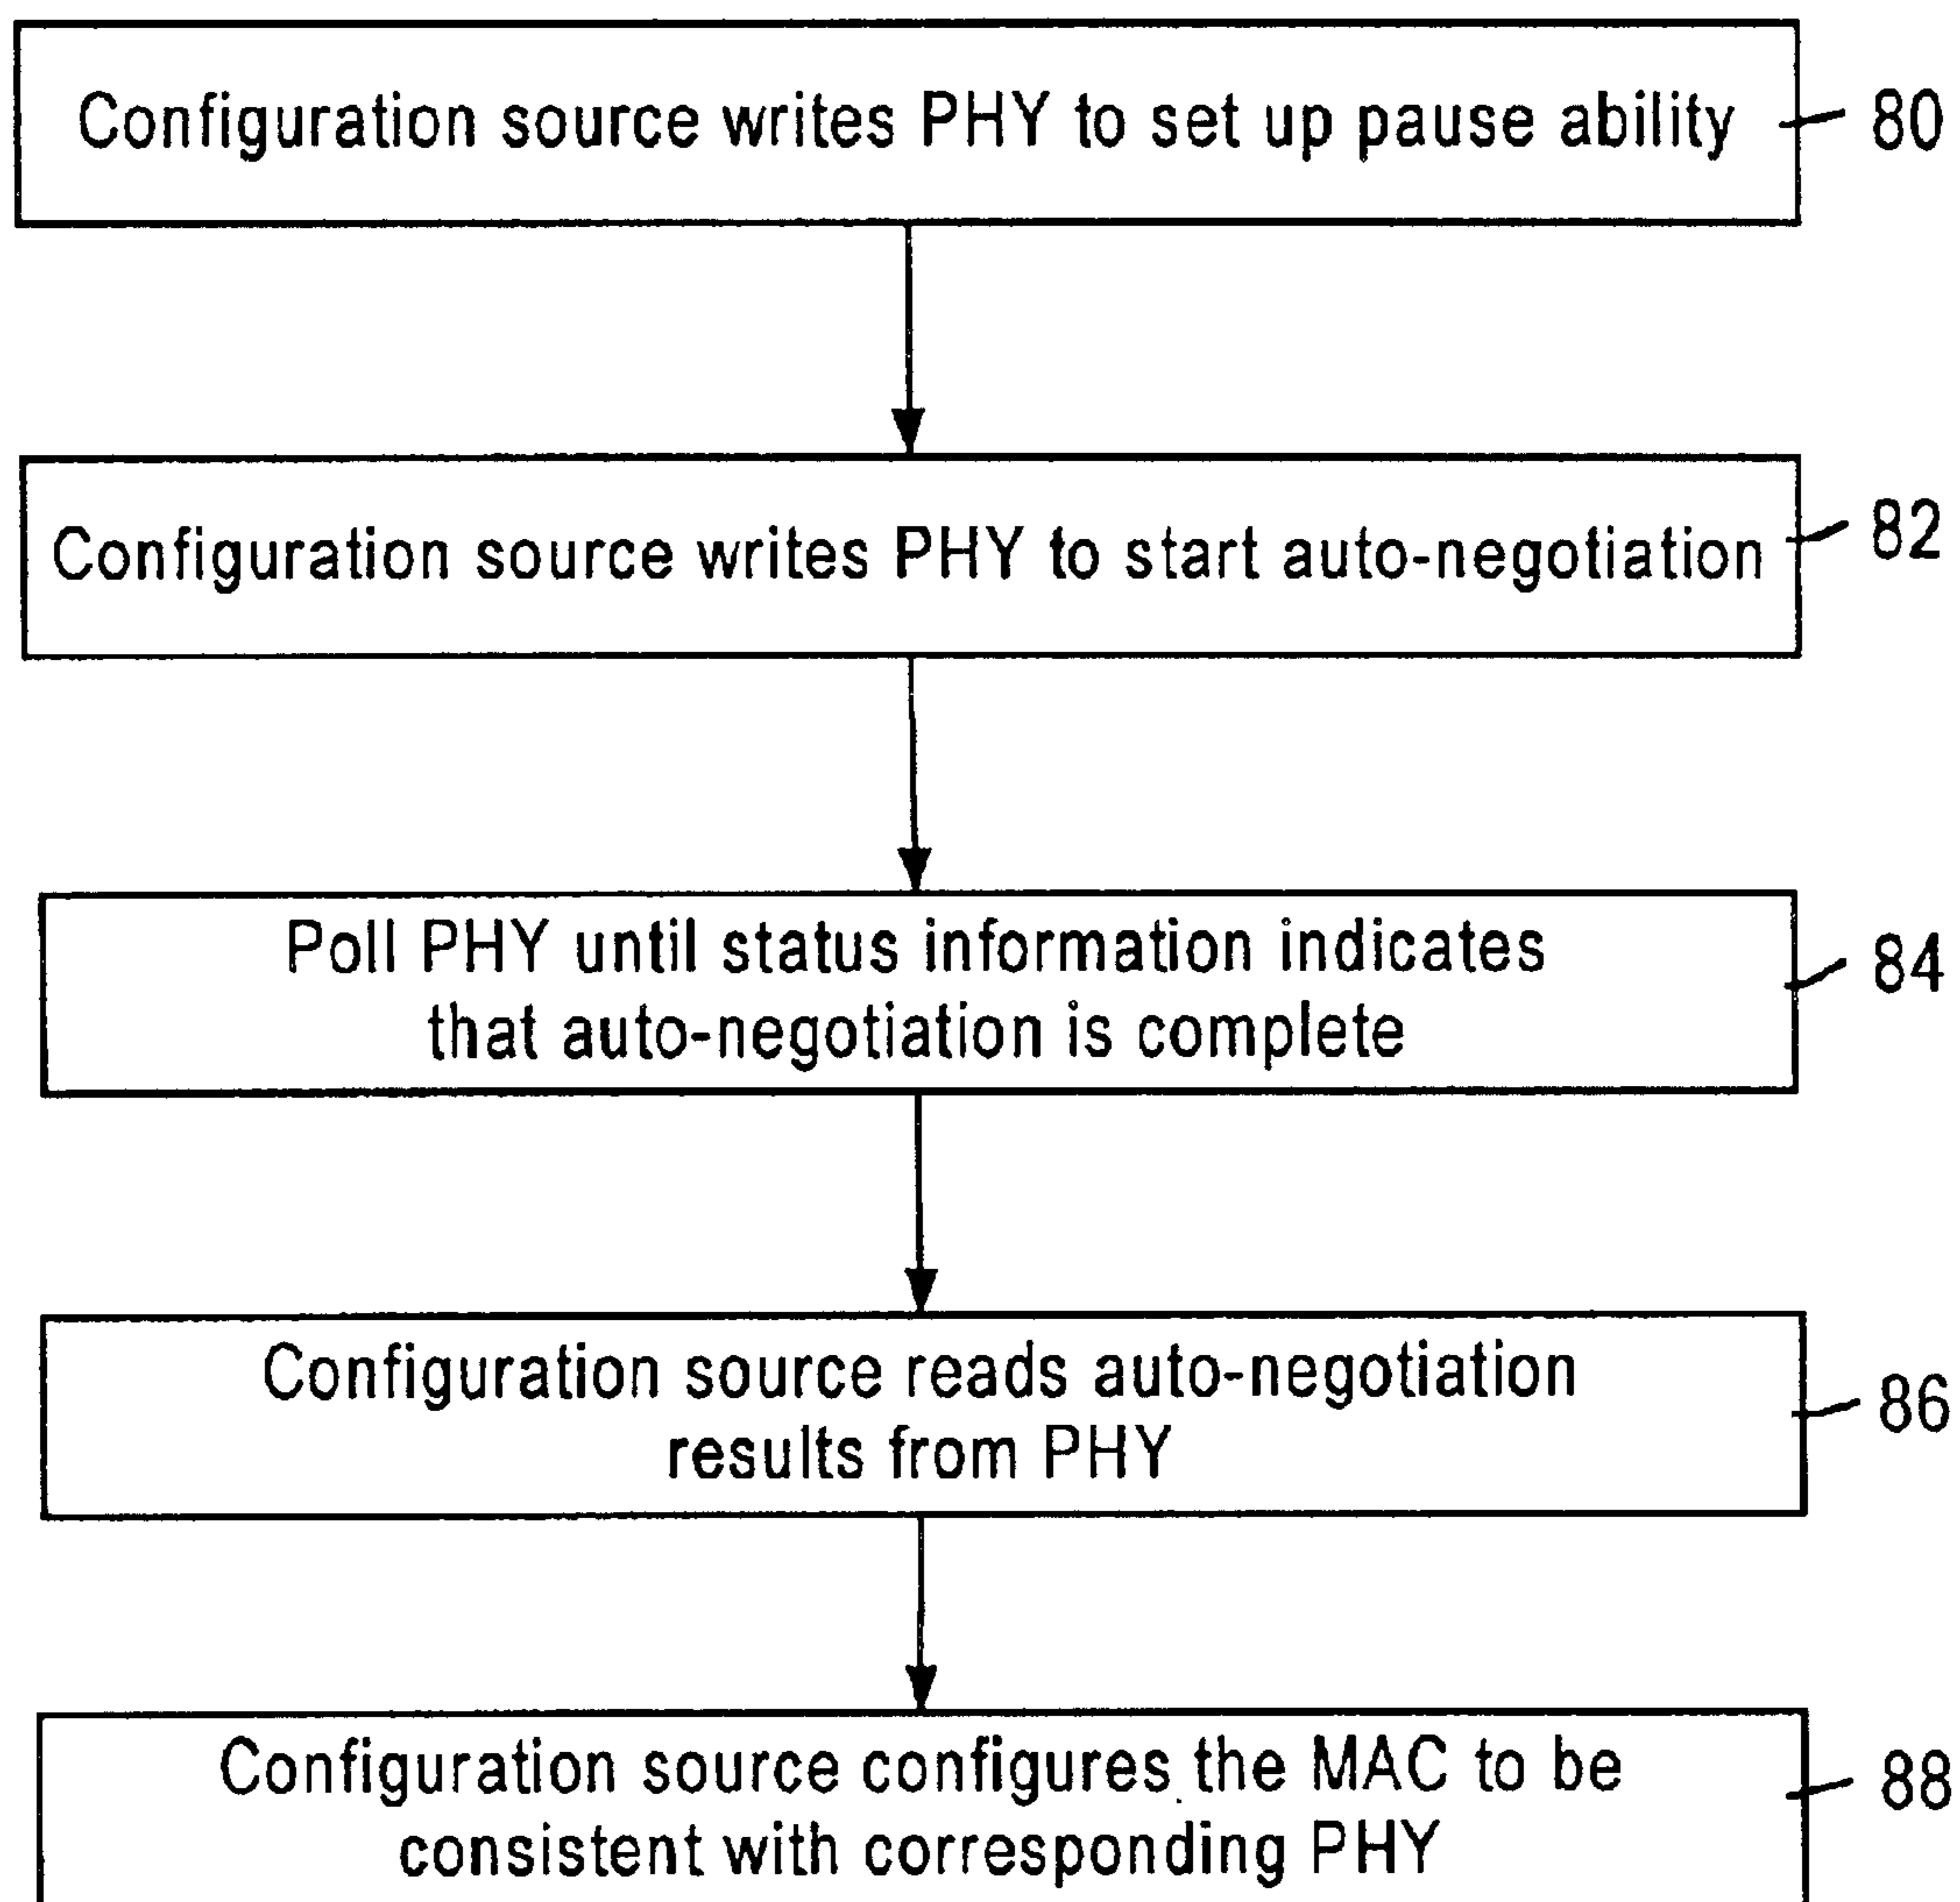 Configuration source writes PHY to set up pause ability
80
Configuration source writes PHY to start auto-negotiation
82
Poll PHY until status information indicates
that auto-negotiation is complete
84
Configuration source reads auto-negotiation
results from PHY
86
Configuration source configures the MAC to be
consistent with corresponding PHY
88